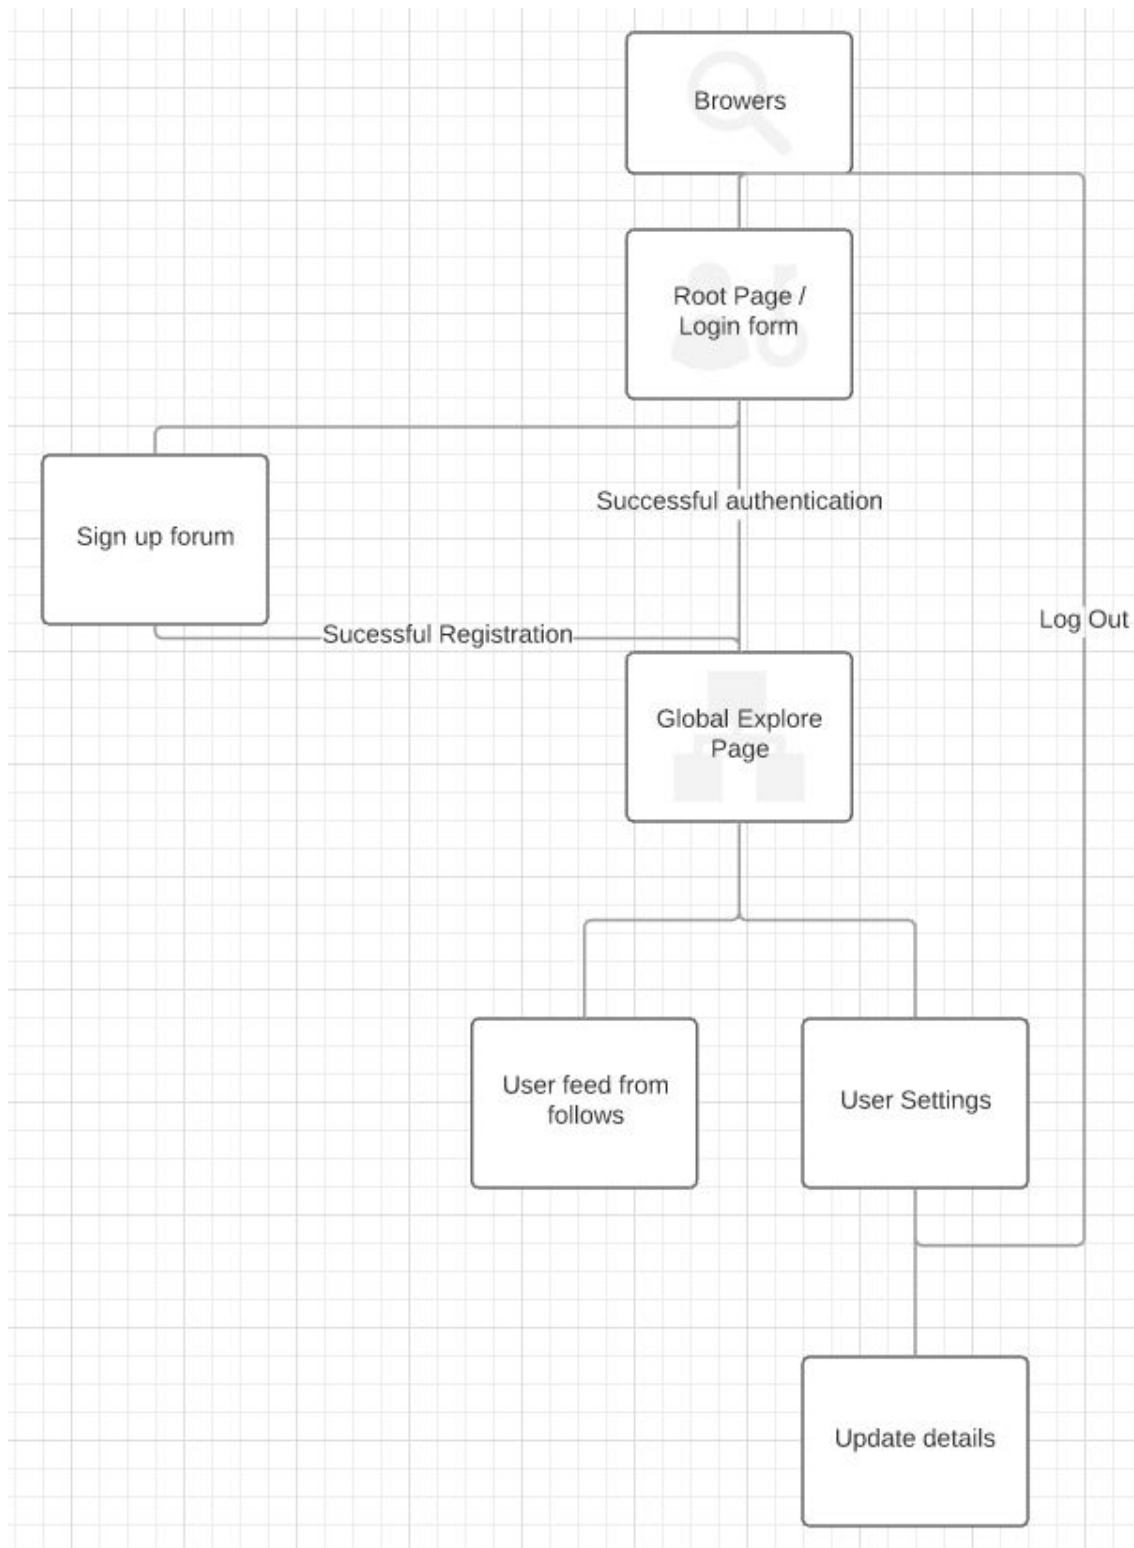 Browers
Root Page /
Login form
Successful authentication
Sign up forum
Log Out
Sucessful Registration
Global Explore
Page
User feed from
follows
User Settings
Update details